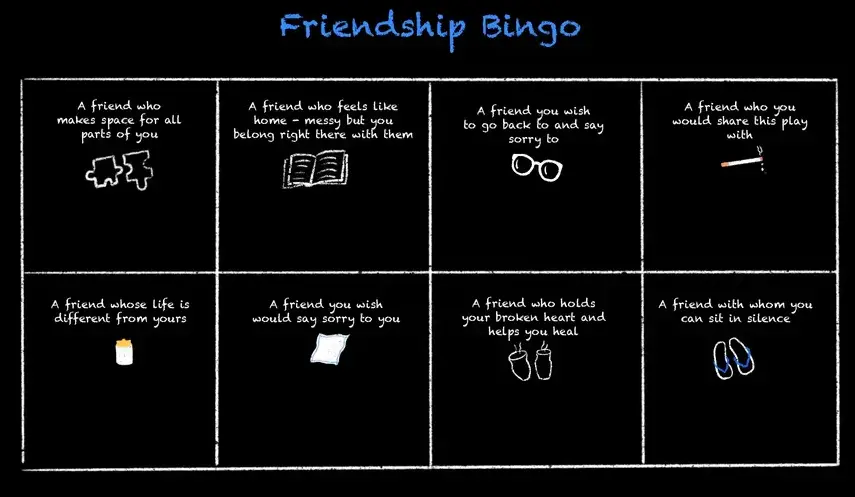 Friendship Bingo
A friend who
makes space for all
parts of you
A friend who feels like
home - messy but you
belong right there with them
A friend you wish
to go back to and say
sorry to
A friend who you
would share this play
with
A friend whose life is
different from yours
A friend you wish
would say sorry to you
A friend who holds
your broken heart and
helps you heal
A friend with whom you
can sit in silence